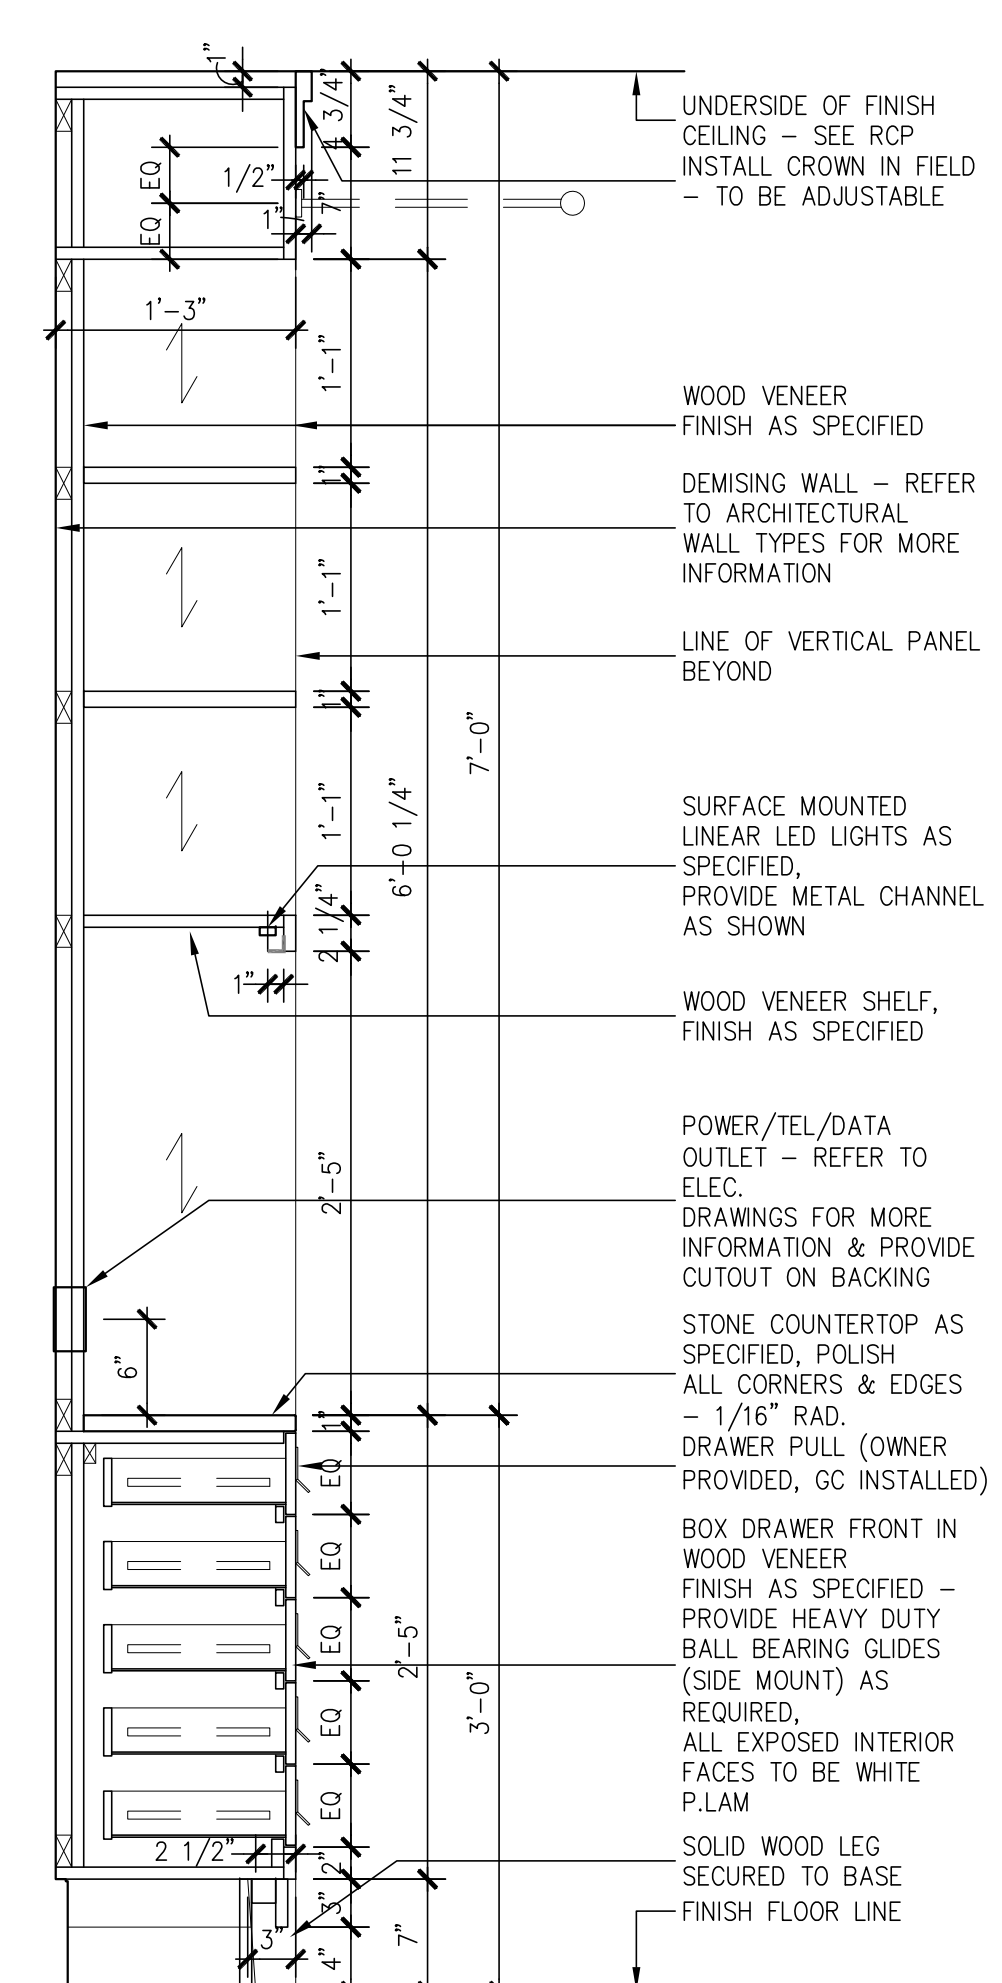 1"
4 3/4"
11 3/4"
EQ
EQ
1/2"
1"
7"
1'-3"
1'-1"
1"
1'-1"
1"
7'-0"
1'-1"
6'-0 1/4"
2 1/4"
1"
2'-5"
6"
1"
EQ
EQ
EQ
EQ
EQ
2'-5"
3'-0"
2 1/2"
2"
3"
3"
4"
7"
UNDERSIDE OF FINISH
CEILING – SEE RCP
INSTALL CROWN IN FIELD
– TO BE ADJUSTABLE
WOOD VENEER
FINISH AS SPECIFIED
DEMISING WALL – REFER
TO ARCHITECTURAL
WALL TYPES FOR MORE
INFORMATION
LINE OF VERTICAL PANEL
BEYOND
SURFACE MOUNTED
LINEAR LED LIGHTS AS
SPECIFIED,
PROVIDE METAL CHANNEL
AS SHOWN
WOOD VENEER SHELF,
FINISH AS SPECIFIED
POWER/TEL/DATA
OUTLET – REFER TO
ELEC.
DRAWINGS FOR MORE
INFORMATION & PROVIDE
CUTOUT ON BACKING
STONE COUNTERTOP AS
SPECIFIED, POLISH
ALL CORNERS & EDGES
– 1/16" RAD.
DRAWER PULL (OWNER
PROVIDED, GC INSTALLED)
BOX DRAWER FRONT IN
WOOD VENEER
FINISH AS SPECIFIED –
PROVIDE HEAVY DUTY
BALL BEARING GLIDES
(SIDE MOUNT) AS
REQUIRED,
ALL EXPOSED INTERIOR
FACES TO BE WHITE
P.LAM
SOLID WOOD LEG
SECURED TO BASE
FINISH FLOOR LINE